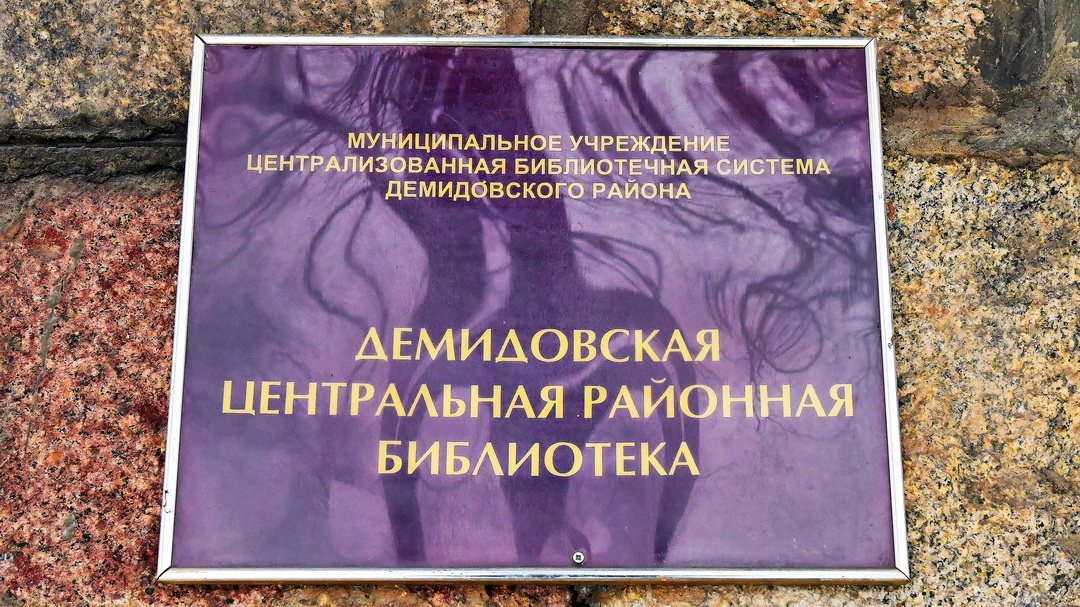 МУНИЦИПАЛЬНОЕ УЧРЕЖДЕНИЕ
ЦЕНТРАЛИЗОВАННАЯ БИБЛИОТЕЧНАЯ СИСТЕМА
ДЕМИДОВСКОГО РАЙОНА
ДЕМИДОВСКАЯ
ЦЕНТРАЛЬНАЯ РАЙОННАЯ
БИБЛИОТЕКА